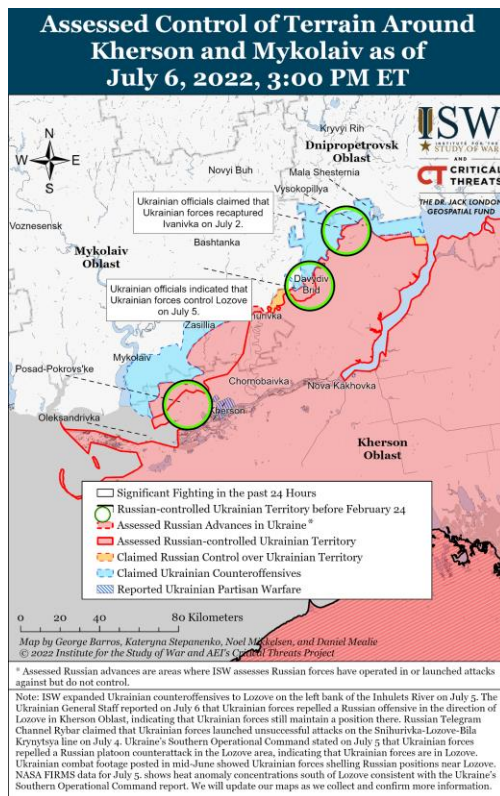 Assessed Control of Terrain Around
Kherson and Mykolaiv as of
July 6, 2022, 3:00 PM ET
N
W E
S
Kryvyi Rih
Dnipropetrovsk
Oblast
ISW
INSTITUTE FOR THE
STUDY OF WAR
AND
CT CRITICAL
THREATS
THE DR. JACK LONDON
GEOSPATIAL FUND
Novyi Buh
Mala Shesternia
Vysokopillya
Ukrainian officials claimed that
Ukrainian forces recaptured
Ivanivka on July 2.
Voznesensk
Bashtanka
Mykolaiv
Oblast
Davydiv
Brid
Ukrainian officials indicated that
Ukrainian forces control Lozove
on July 5.
hurivka
Zasillia
Mykolaiv
Posad-Pokrovs'ke
Chornobaivka
Nova Kakhovka
Oleksandrivka
Kherson
Kherson
Oblast
Significant Fighting in the past 24 Hours
Russian-controlled Ukrainian Territory before February 24
Assessed Russian Advances in Ukraine *
Assessed Russian-controlled Ukrainian Territory
Claimed Russian Control over Ukrainian Territory
Claimed Ukrainian Counteroffensives
Reported Ukrainian Partisan Warfare
0 20 40 80 Kilometers
Map by George Barros, Kateryna Stepanenko, Noel Mikkelsen, and Daniel Mealie
© 2022 Institute for the Study of War and AEI's Critical Threats Project
* Assessed Russian advances are areas where ISW assesses Russian forces have operated in or launched attacks
against but do not control.
Note: ISW expanded Ukrainian counteroffensives to Lozove on the left bank of the Inhulets River on July 5. The
Ukrainian General Staff reported on July 6 that Ukrainian forces repelled a Russian offensive in the direction of
Lozove in Kherson Oblast, indicating that Ukrainian forces still maintain a position there. Russian Telegram
Channel Rybar claimed that Ukrainian forces launched unsuccessful attacks on the Snihurivka-Lozove-Bila
Krynytsya line on July 4. Ukraine's Southern Operational Command stated on July 5 that Ukrainian forces
repelled a Russian platoon counterattack in the Lozove area, indicating that Ukrainian forces are in Lozove.
Ukrainian combat footage posted in mid-June showed Ukrainian forces shelling Russian positions near Lozove.
NASA FIRMS data for July 5. shows heat anomaly concentrations south of Lozove consistent with the Ukraine's
Southern Operational Command report. We will update our maps as we collect and confirm more information.